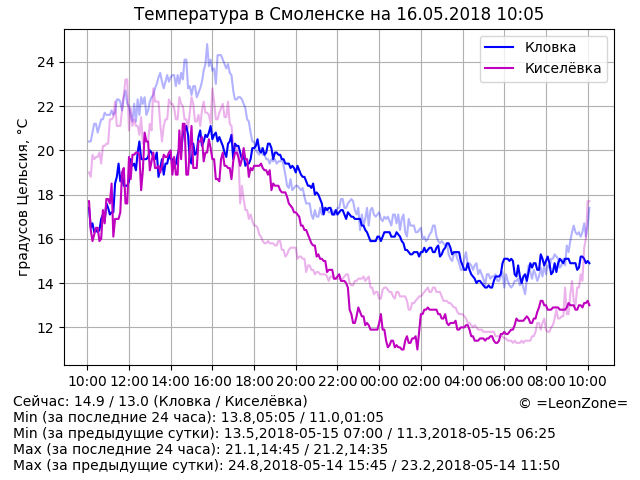 Температура в Смоленске на 16.05.2018 10:05
Кловка
Киселёвка
градусов Цельсия, °C
24
22
20
18
16
14
12
10:00 12:00 14:00 16:00 18:00 20:00 22:00 00:00 02:00 04:00 06:00 08:00 10:00
Сейчас: 14.9 / 13.0 (Кловка / Киселёвка)
© =LeonZone=
Min (за последние 24 часа): 13.8,05:05 / 11.0,01:05
Min (за предыдущие сутки): 13.5,2018-05-15 07:00 / 11.3,2018-05-15 06:25
Max (за последние 24 часа): 21.1,14:45 / 21.2,14:35
Max (за предыдущие сутки): 24.8,2018-05-14 15:45 / 23.2,2018-05-14 11:50